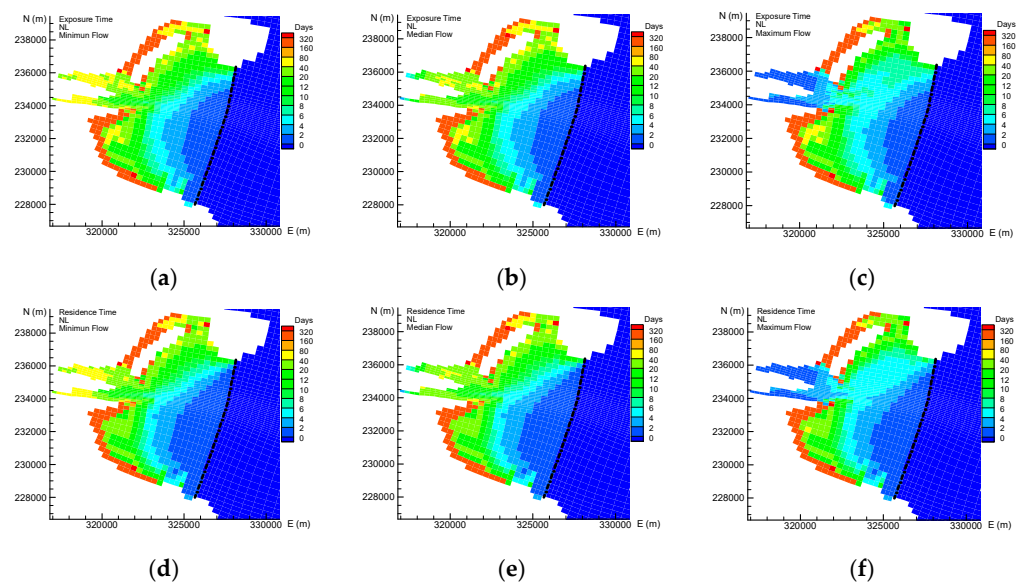 N (m)
Exposure Time
NL
Minimun Flow
Days
320
160
80
40
20
12
10
8
6
4
2
0
238000
236000
234000
232000
230000
228000
320000 325000 330000 E (m)
(a)
N (m)
Exposure Time
NL
Median Flow
Days
320
160
80
40
20
12
10
8
6
4
2
0
238000
236000
234000
232000
230000
228000
320000 325000 330000 E (m)
(b)
N (m)
Exposure Time
NL
Maximum Flow
Days
320
160
80
40
20
12
10
8
6
4
2
0
238000
236000
234000
232000
230000
228000
320000 325000 330000 E (m)
(c)
N (m)
Residence Time
NL
Minimun Flow
Days
320
160
80
40
20
12
10
8
6
4
2
0
238000
236000
234000
232000
230000
228000
320000 325000 330000 E (m)
(d)
N (m)
Residence Time
NL
Median Flow
Days
320
160
80
40
20
12
10
8
6
4
2
0
238000
236000
234000
232000
230000
228000
320000 325000 330000 E (m)
(e)
N (m)
Residence Time
NL
Maximum Flow
Days
320
160
80
40
20
12
10
8
6
4
2
0
238000
236000
234000
232000
230000
228000
320000 325000 330000 E (m)
(f)